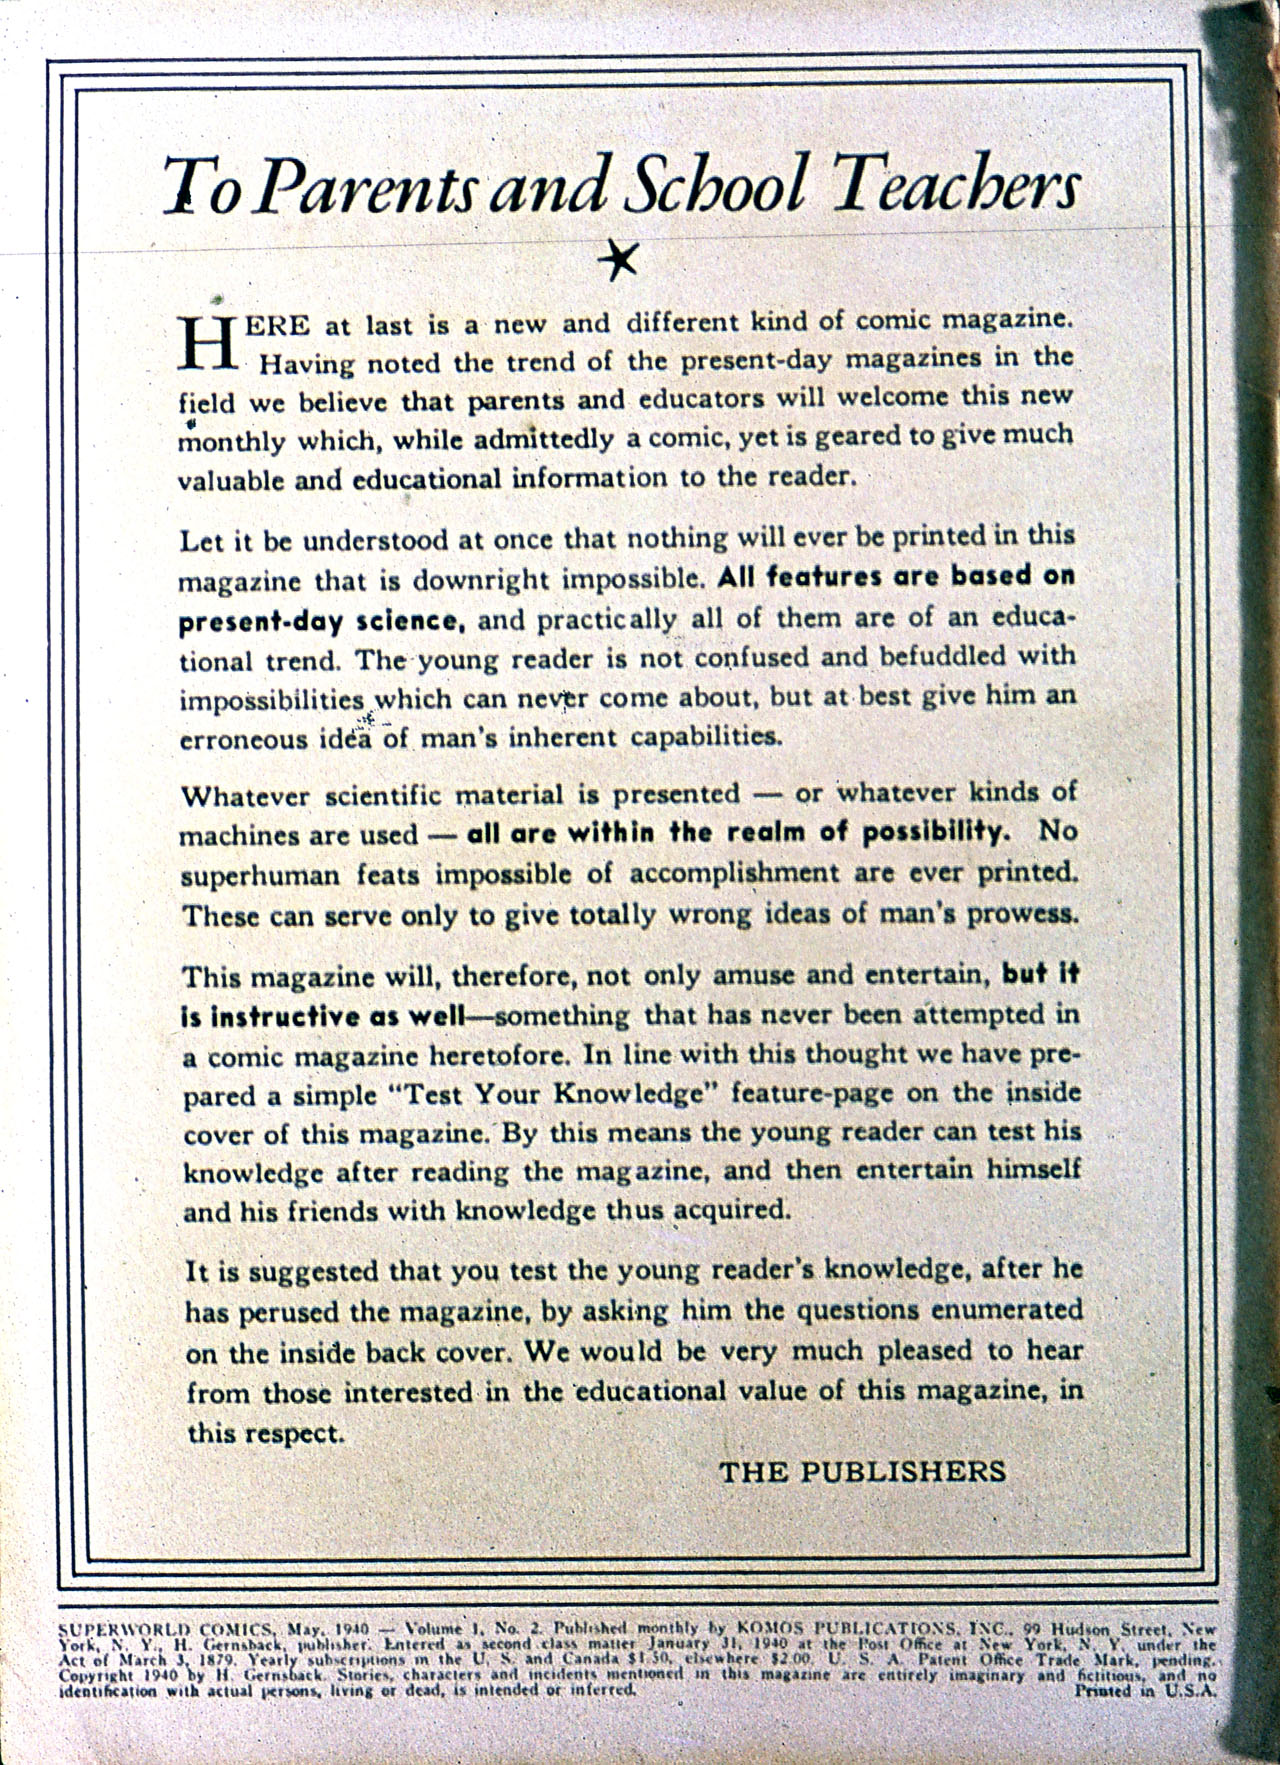 To Parents and School Teachers
HERE at last is a new and different kind of comic magazine.
Having noted the trend of the present-day magazines in the
field we believe that parents and educators will welcome this new
monthly which, while admittedly a comic, yet is geared to give much
valuable and educational information to the reader.
Let it be understood at once that nothing will ever be printed in this
magazine that is downright impossible. All features are based on
present-day science, and practically all of them are of an educa-
tional trend. The young reader is not confused and befuddled with
impossibilities which can never come about, but at best give him an
erroneous idea of man's inherent capabilities.
Whatever scientific material is presented — or whatever kinds of
machines are used — all are within the realm of possibility. No
superhuman feats impossible of accomplishment are ever printed.
These can serve only to give totally wrong ideas of man's prowess.
This magazine will, therefore, not only amuse and entertain, but it
is instructive as well—something that has never been attempted in
a comic magazine heretofore. In line with this thought we have pre-
pared a simple "Test Your Knowledge" feature-page on the inside
cover of this magazine. By this means the young reader can test his
knowledge after reading the magazine, and then entertain himself
and his friends with knowledge thus acquired.
It is suggested that you test the young reader's knowledge, after he
has perused the magazine, by asking him the questions enumerated
on the inside back cover. We would be very much pleased to hear
from those interested in the educational value of this magazine, in
this respect.
THE PUBLISHERS
SUPERWORLD COMICS, May, 1940 — Volume 1, No. 2. Published monthly by KOMOS PUBLICATIONS, INC., 99 Hudson Street, New
York, N. Y., H. Gernsback, publisher. Entered as second class matter January 31, 1940 at the Post Office at New York, N. Y. under the
Act of March 3, 1879. Yearly subscriptions in the U. S. and Canada $1.50, elsewhere $2.00. U. S. A. Patent Office Trade Mark, pending.
Copyright 1940 by H. Gernsback. Stories, characters and incidents mentioned in this magazine are entirely imaginary and fictitious, and no
identification with actual persons, living or dead, is intended or inferred. Printed in U.S.A.